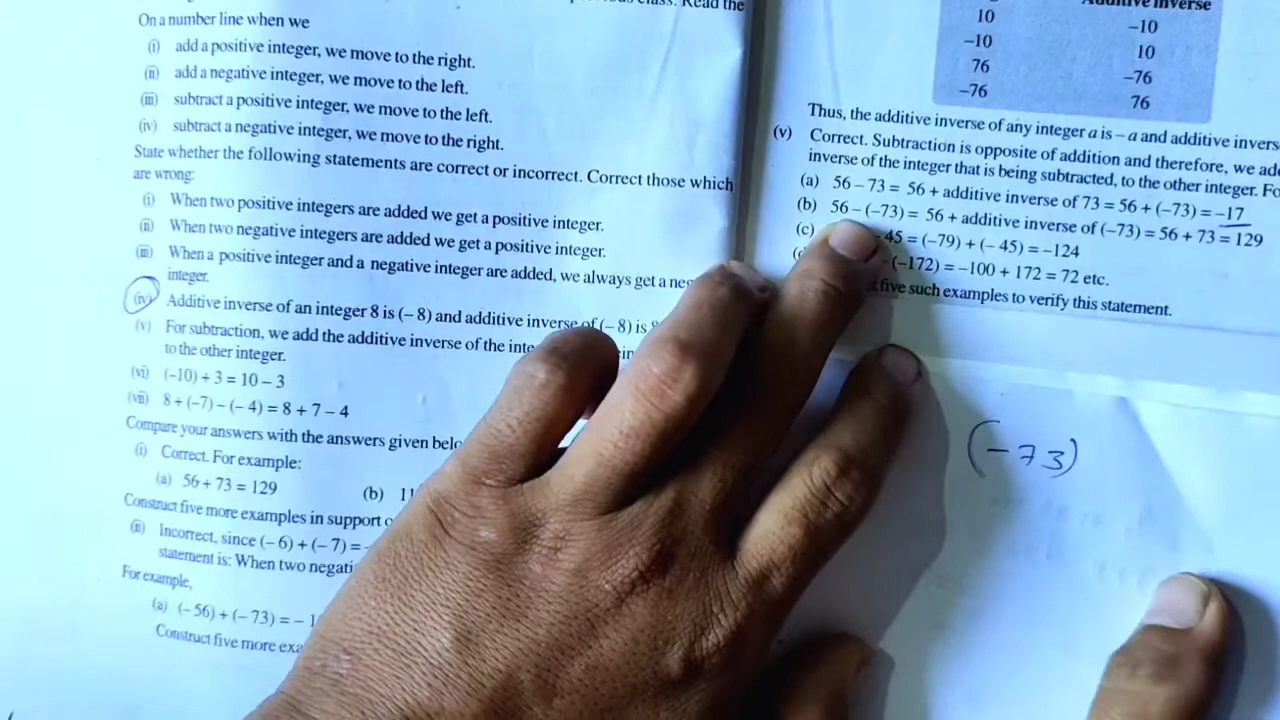 Read the
On a number line when we
(i) add a positive integer, we move to the right.
(ii) add a negative integer, we move to the left.
(iii) subtract a positive integer, we move to the left.
(iv) subtract a negative integer, we move to the right.
State whether the following statements are correct or incorrect. Correct those which
are wrong:
(i) When two positive integers are added we get a positive integer.
(ii) When two negative integers are added we get a positive integer.
(iii) When a positive integer and a negative integer are added, we always get a
integer.
(iv) Additive inverse of an integer 8 is (– 8) and additive inverse of (– 8) is
(v) For subtraction, we add the additive inverse of the
to the other integer.
(vi) (–10) + 3 = 10 – 3
(vii) 8 + (–7) – (– 4) = 8 + 7 – 4
Compare your answers with the answers given
(i) Correct. For example:
(a) 56 + 73 = 129 (b)
Construct five more examples in support
(ii) Incorrect, since (– 6) + (– 7) =
statement is: When two
For example,
(a) (– 56) + (– 73) = –
Construct five more
Additive inverse
10 –10
–10 10
76 –76
–76 76
Thus, the additive inverse of any integer a is – a and additive
(v) Correct. Subtraction is opposite of addition and therefore, we
inverse of the integer that is being subtracted, to the other integer.
(a) 56 – 73 = 56 + additive inverse of 73 = 56 + (–73) = –17
(b) 56 – (–73) = 56 + additive inverse of (–73) = 56 + 73 = 129
(c) – 45 = (–79) + (– 45) = –124
– (–172) = –100 + 172 = 72 etc.
five such examples to verify this statement.
(– 73)